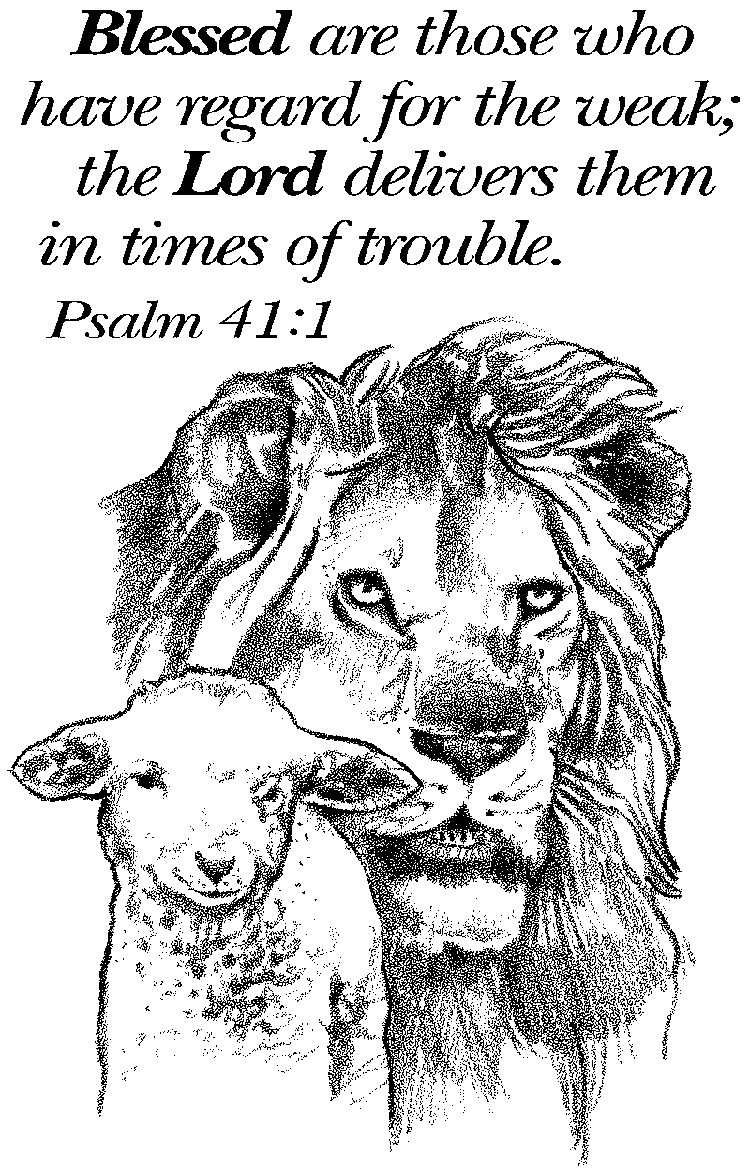 Blessed are those who
have regard for the weak;
the Lord delivers them
in times of trouble.
Psalm 41:1